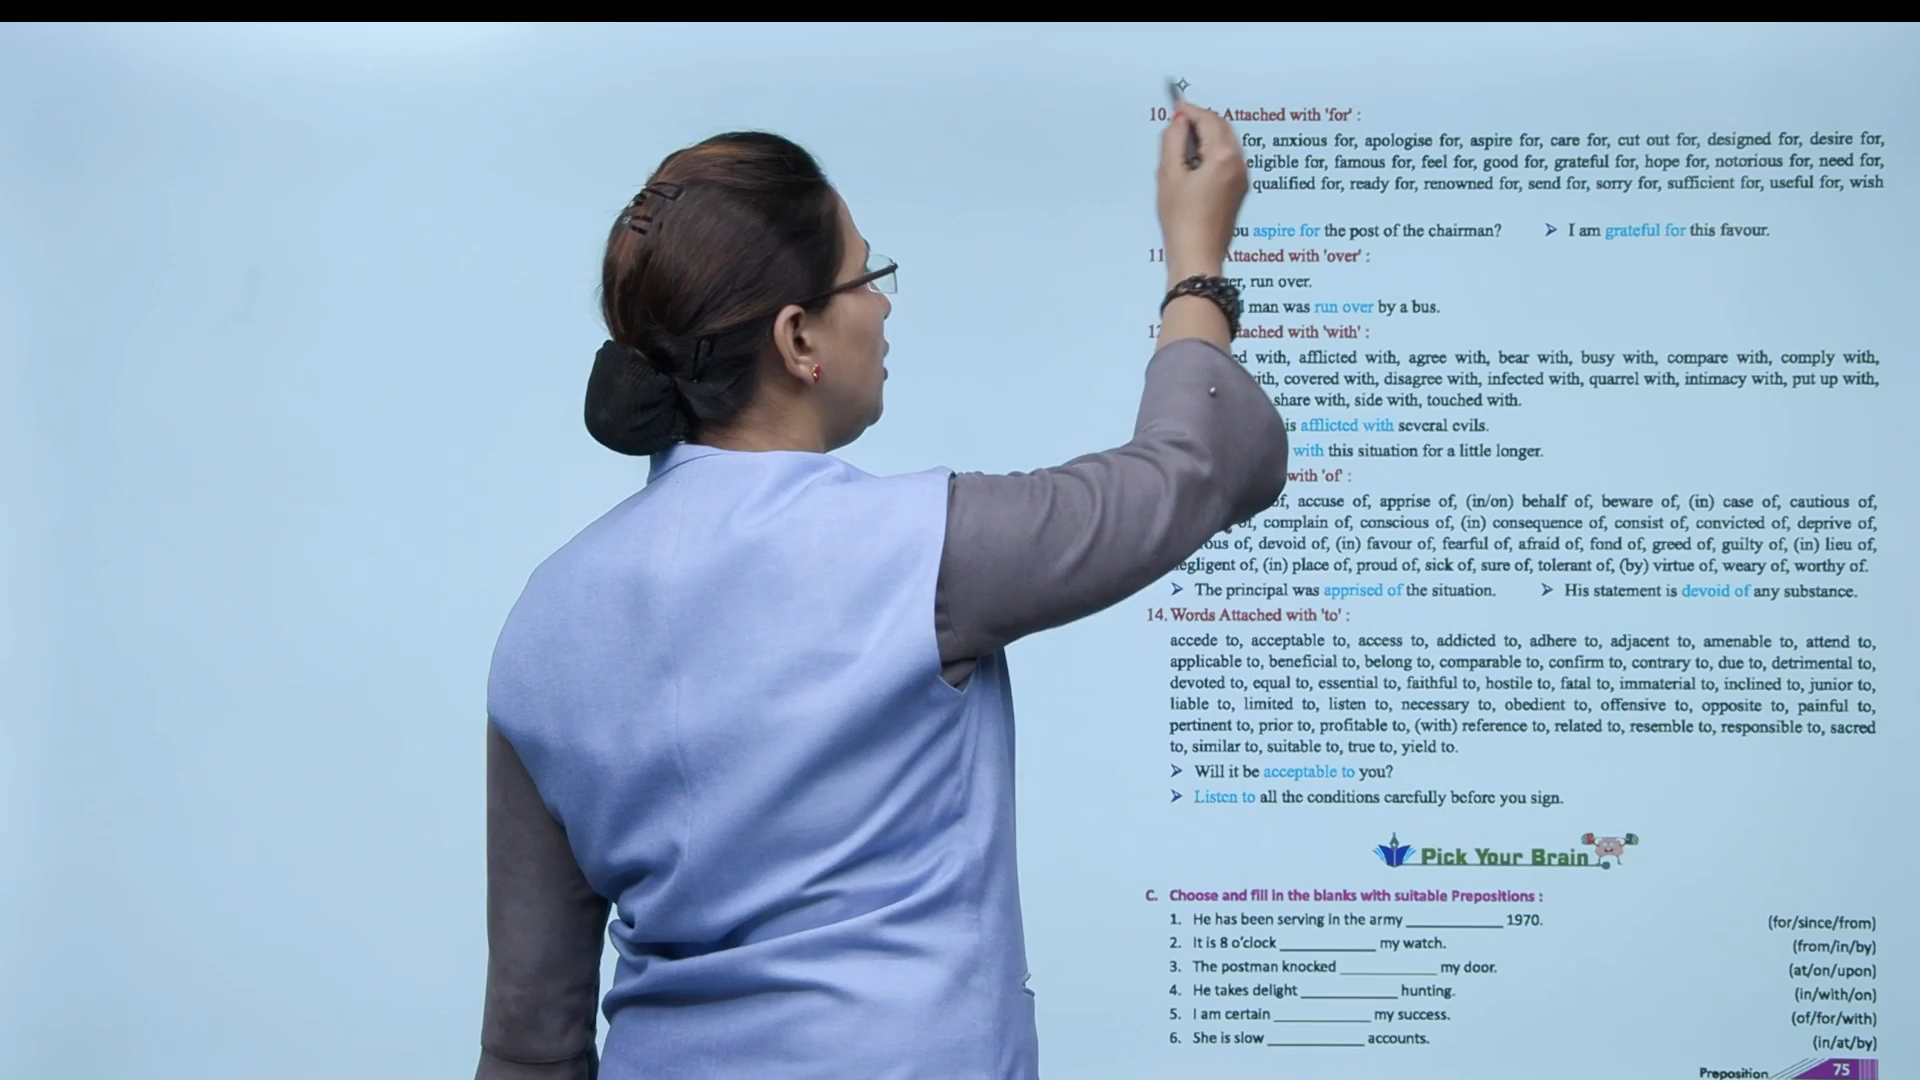 10. Attached with 'for' :
for, anxious for, apologise for, aspire for, care for, cut out for, designed for, desire for,
eligible for, famous for, feel for, good for, grateful for, hope for, notorious for, need for,
qualified for, ready for, renowned for, send for, sorry for, sufficient for, useful for, wish
aspire for the post of the chairman? ➢ I am grateful for this favour.
11 Attached with 'over' :
run over.
man was run over by a bus.
with 'with' :
with, afflicted with, agree with, bear with, busy with, compare with, comply with,
covered with, disagree with, infected with, quarrel with, intimacy with, put up with,
share with, side with, touched with.
is afflicted with several evils.
with this situation for a little longer.
with 'of' :
accuse of, apprise of, (in/on) behalf of, beware of, (in) case of, cautious of,
complain of, conscious of, (in) consequence of, consist of, convicted of, deprive of,
of, devoid of, (in) favour of, fearful of, afraid of, fond of, greed of, guilty of, (in) lieu of,
negligent of, (in) place of, proud of, sick of, sure of, tolerant of, (by) virtue of, weary of, worthy of.
➢ The principal was apprised of the situation. ➢ His statement is devoid of any substance.
14. Words Attached with 'to' :
accede to, acceptable to, access to, addicted to, adhere to, adjacent to, amenable to, attend to,
applicable to, beneficial to, belong to, comparable to, confirm to, contrary to, due to, detrimental to,
devoted to, equal to, essential to, faithful to, hostile to, fatal to, immaterial to, inclined to, junior to,
liable to, limited to, listen to, necessary to, obedient to, offensive to, opposite to, painful to,
pertinent to, prior to, profitable to, (with) reference to, related to, resemble to, responsible to, sacred
to, similar to, suitable to, true to, yield to.
➢ Will it be acceptable to you?
➢ Listen to all the conditions carefully before you sign.
Pick Your Brain
C. Choose and fill in the blanks with suitable Prepositions :
1. He has been serving in the army ____________ 1970. (for/since/from)
2. It is 8 o'clock ____________ my watch. (from/in/by)
3. The postman knocked ____________ my door. (at/on/upon)
4. He takes delight ____________ hunting. (in/with/on)
5. I am certain ____________ my success. (of/for/with)
6. She is slow ____________ accounts. (in/at/by)
Preposition 75